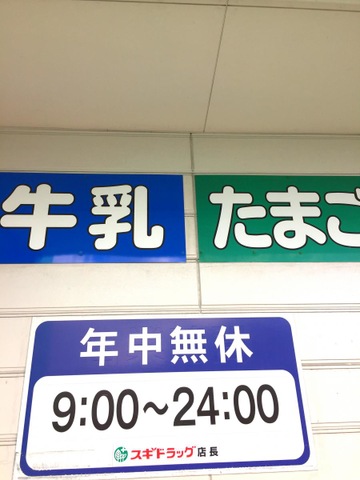 牛乳
たまご
年中無休
9:00~24:00
スギドラッグ 店長